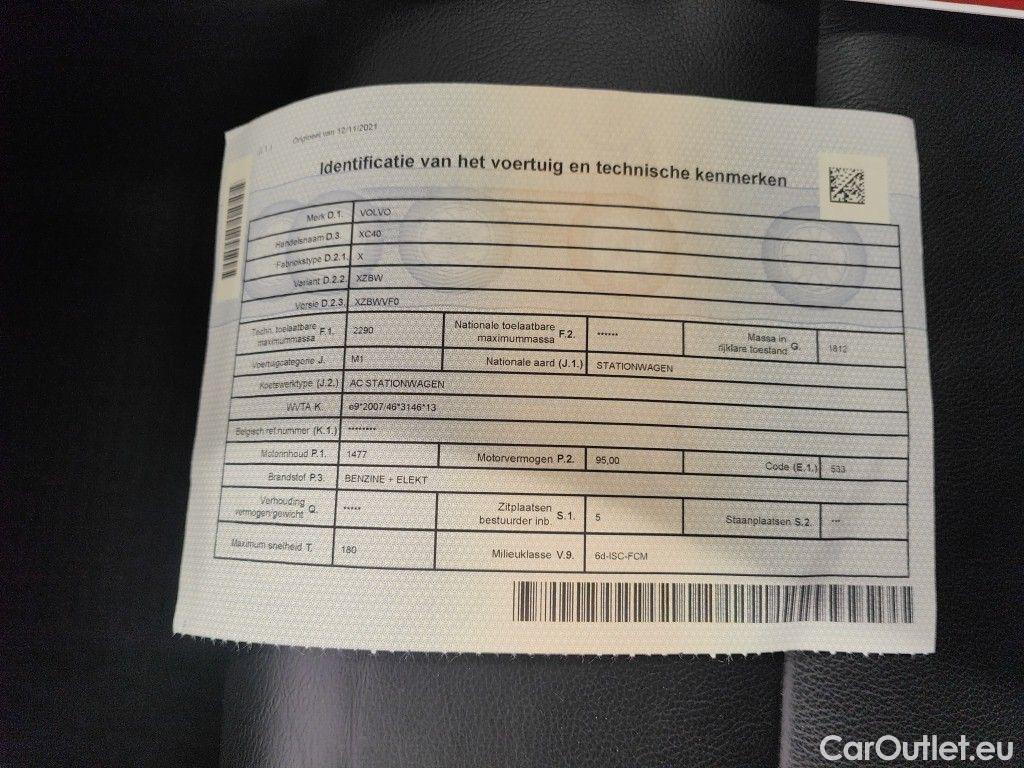 Origineel van 12/11/2021
Identificatie van het voertuig en technische kenmerken
Merk D.1. VOLVO
Handelsnaam D.3. XC40
Fabriekstype D.2.1. X
Variant D.2.2. XZBW
Versie D.2.3. XZBWVF0
Techn. toelaatbare maximummassa F.1. 2290 Nationale toelaatbare maximummassa F.2. ****** Massa in rijklare toestand G. 1812
Voertuigcategorie J. M1 Nationale aard (J.1.) STATIONWAGEN
Koetswerktype (J.2.) AC STATIONWAGEN
WVTA K. e9*2007/46*3146*13
Belgisch ref.nummer (K.1.) ********
Motorinhoud P.1. 1477 Motorvermogen P.2. 95,00 Code (E.1.) 533
Brandstof P.3. BENZINE + ELEKT
Verhouding vermogen/gewicht Q. ***** Zitplaatsen bestuurder inb. S.1. 5 Staanplaatsen S.2. ***
Maximum snelheid T. 180 Milieuklasse V.9. 6d-ISC-FCM
CarOutlet.eu